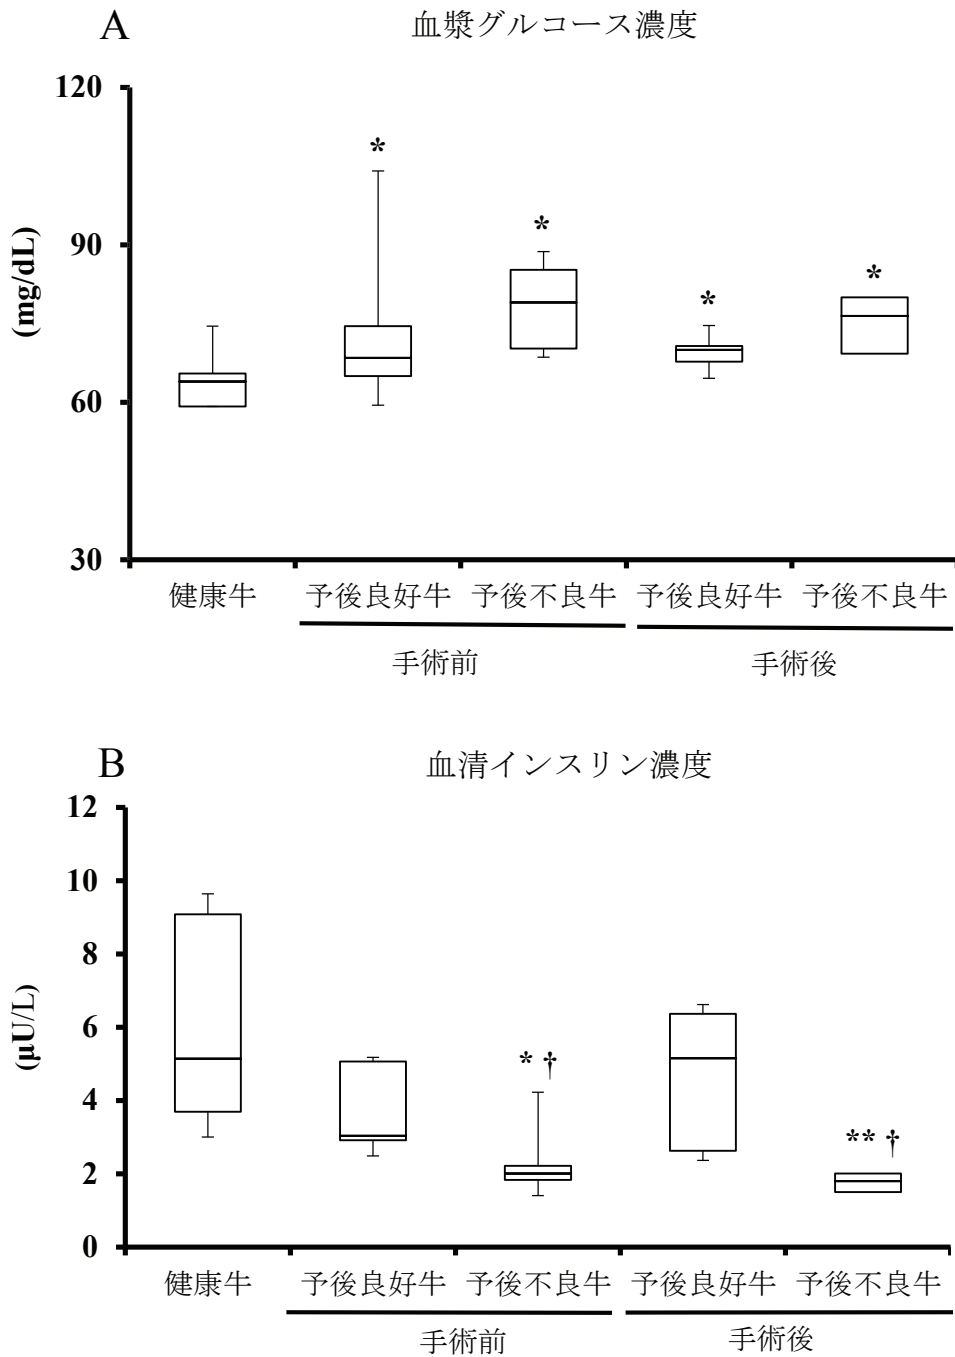 A
血漿グルコース濃度
120
90
60
30
(mg/dL)
*
*
*
*
健康牛 予後良好牛 予後不良牛 予後良好牛 予後不良牛
手術前 手術後
B
血清インスリン濃度
12
10
8
6
4
2
0
(μU/L)
* †
** †
健康牛 予後良好牛 予後不良牛 予後良好牛 予後不良牛
手術前 手術後